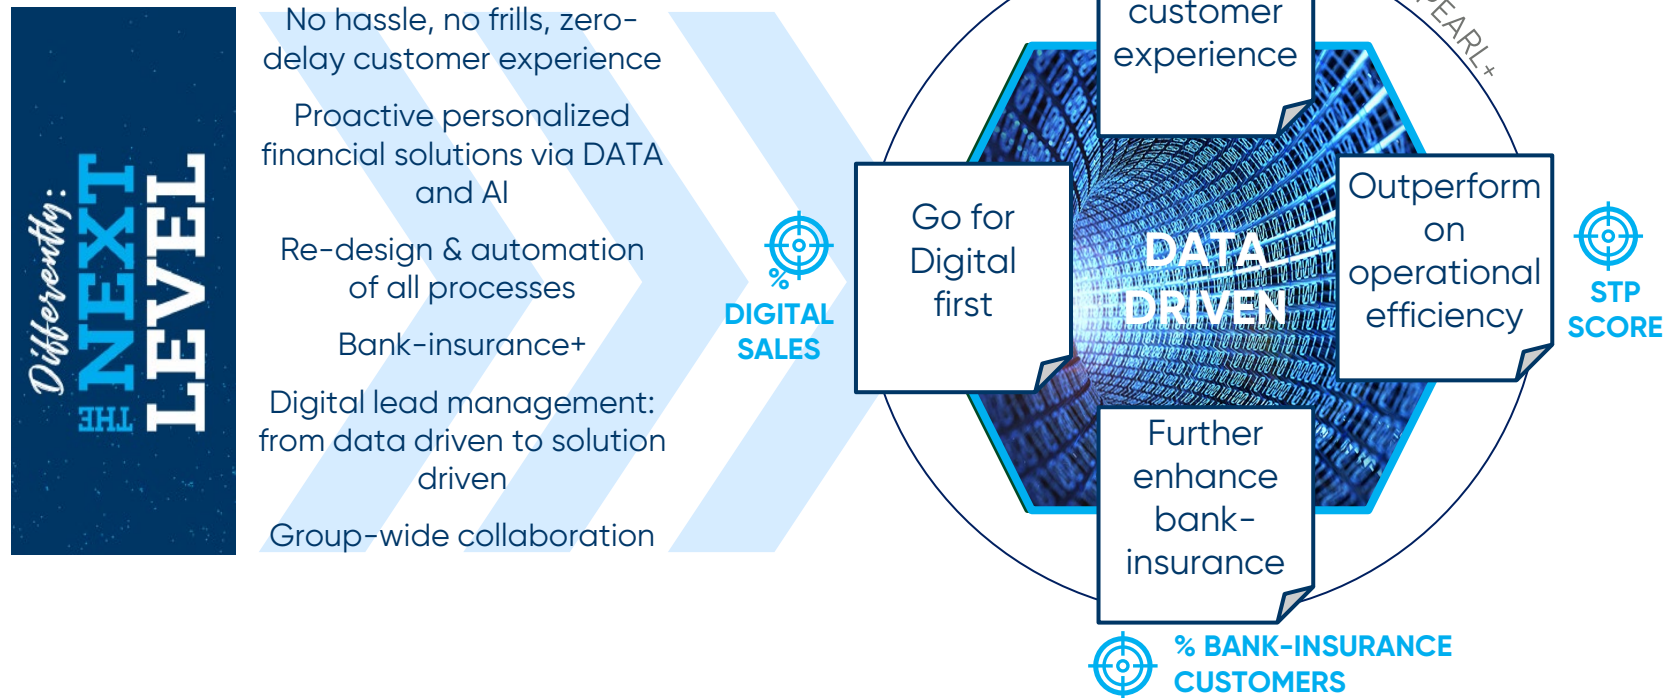 Differently:
THE NEXT
LEVEL
No hassle, no frills, zero-
delay customer experience
Proactive personalized
financial solutions via DATA
and AI
Re-design & automation
of all processes
Bank-insurance+
Digital lead management:
from data driven to solution
driven
Group-wide collaboration
customer
experience
PEARL+
Go for
Digital
first
DATA
DRIVEN
Outperform
on
operational
efficiency
Further
enhance
bank-
insurance
%
DIGITAL
SALES
STP
SCORE
% BANK-INSURANCE
CUSTOMERS